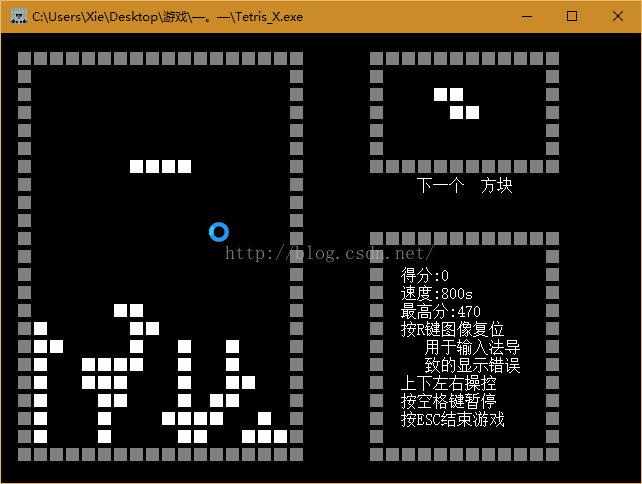 C:\Users\Xie\Desktop\游戏\—。—\Tetris_X.exe
下一个 方块
http://blog.csdn.net/
得分:0
速度:800s
最高分:470
按R键图像复位
用于输入法导
致的显示错误
上下左右操控
按空格键暂停
按ESC结束游戏